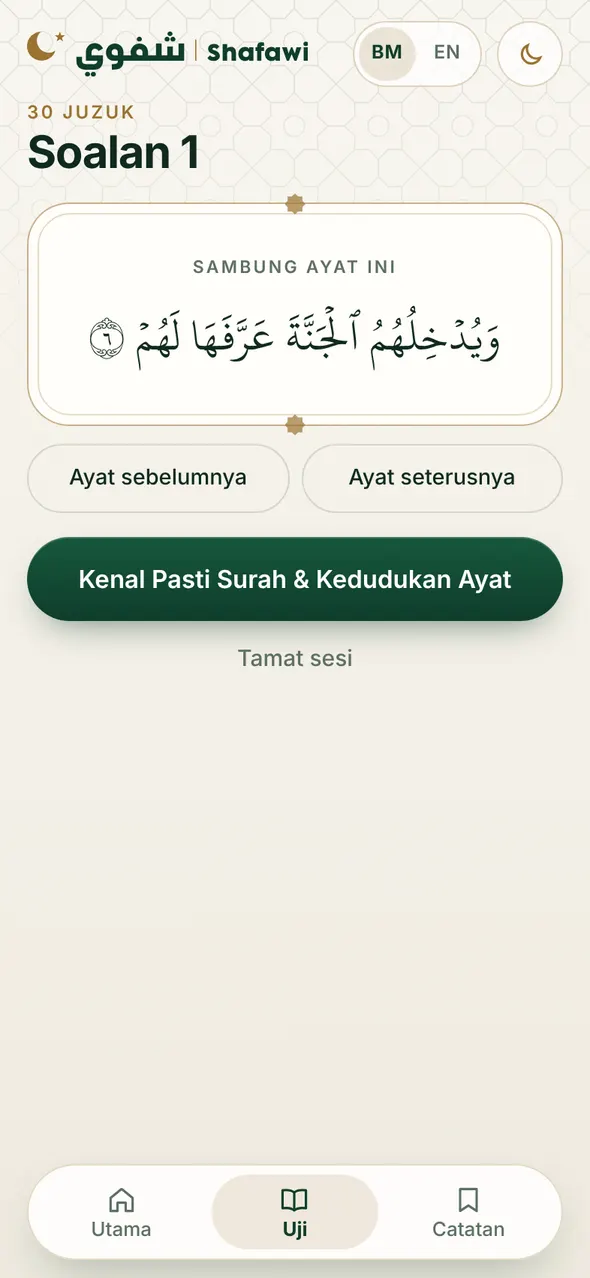 شفوي | Shafawi
BM EN
30 JUZUK
Soalan 1
SAMBUNG AYAT INI
وَيُدْخِلُهُمُ ٱلْجَنَّةَ عَرَّفَهَا لَهُمْ ٦
Ayat sebelumnya
Ayat seterusnya
Kenal Pasti Surah & Kedudukan Ayat
Tamat sesi
Utama
Uji
Catatan